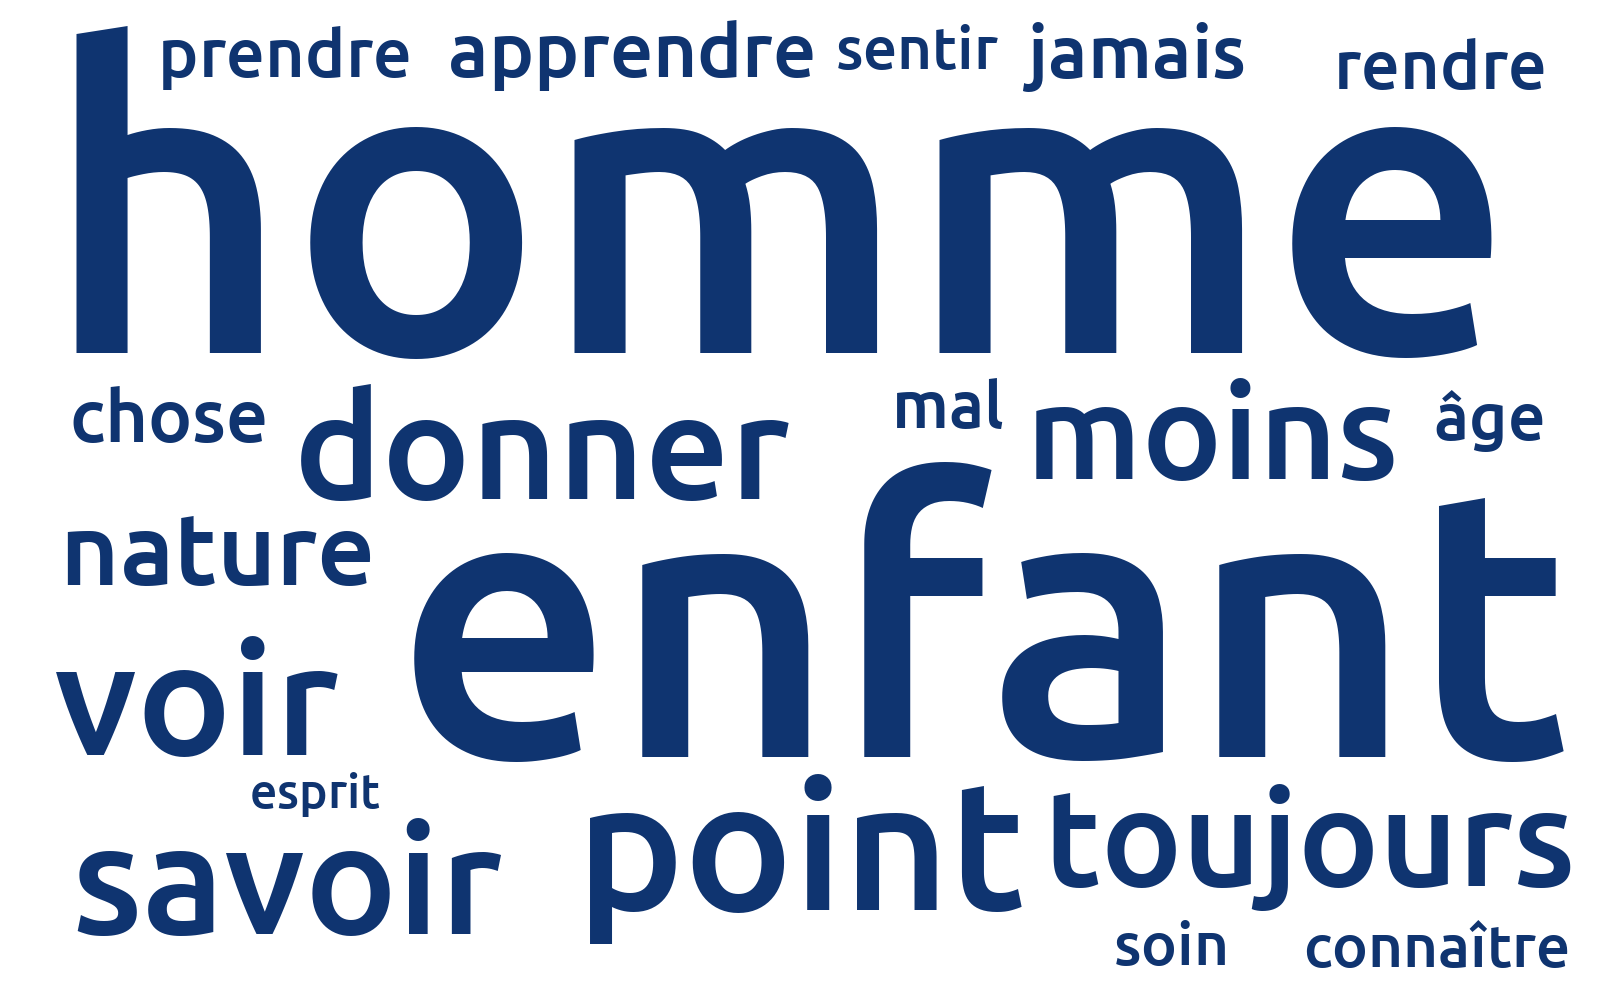 prendre apprendre sentir jamais rendre
homme
chose donner mal moins âge
nature enfant
voir
esprit
savoir point toujours
soin connaître